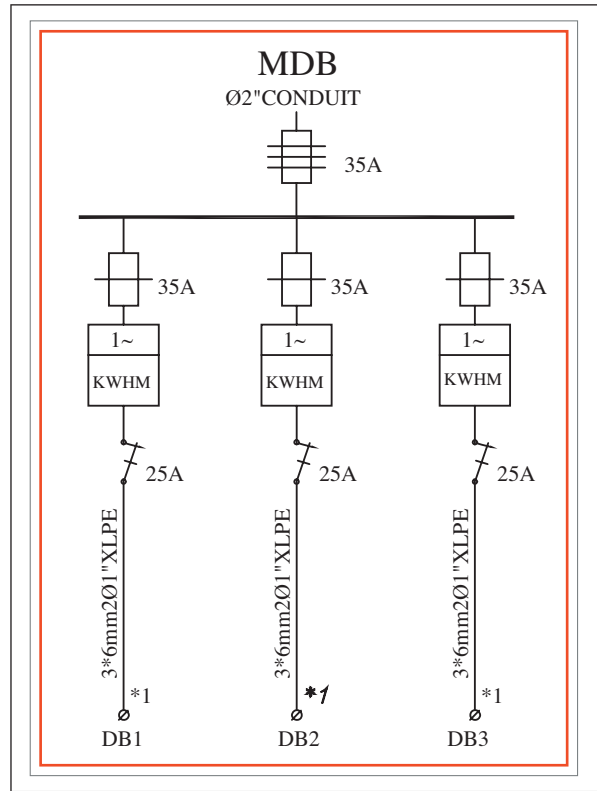 MDB
Ø2"CONDUIT
35A
35A
35A
35A
1~
1~
1~
KWHM
KWHM
KWHM
25A
25A
25A
3*6mm2Ø1"XLPE
3*6mm2Ø1"XLPE
3*6mm2Ø1"XLPE
*1
*1
*1
DB1
DB2
DB3